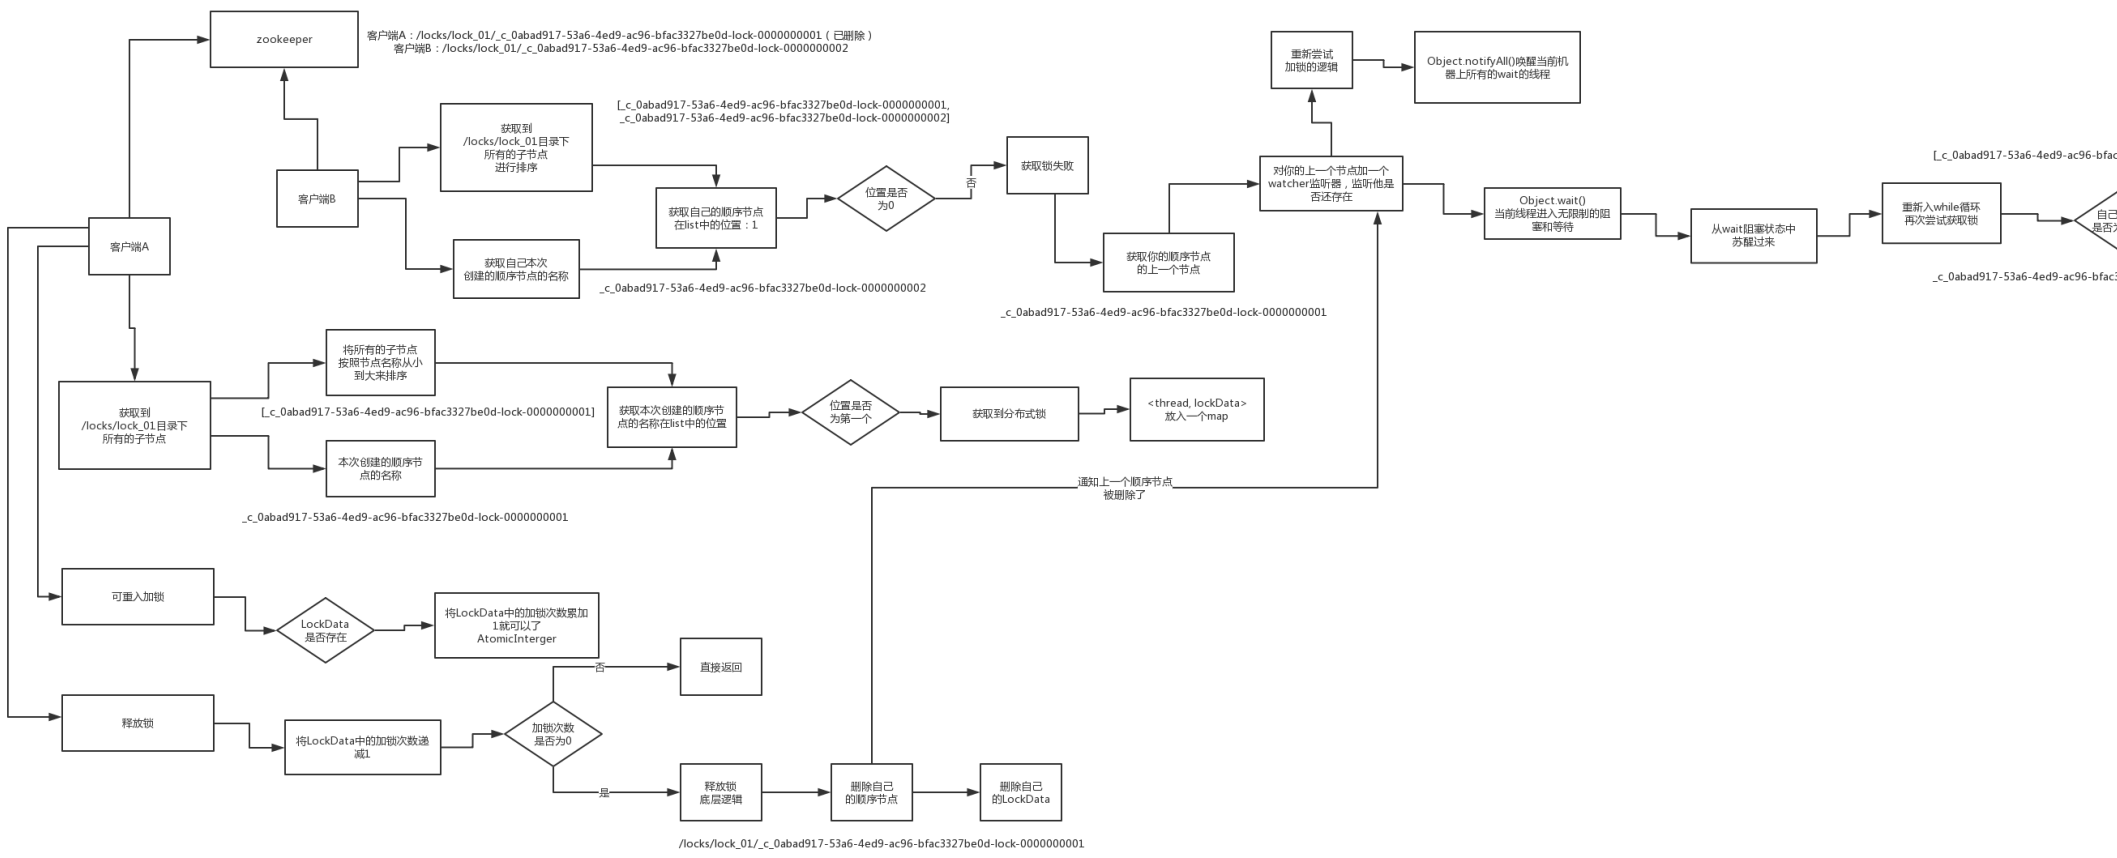 zookeeper
客户端A：/locks/lock_01/_c_0abad917-53a6-4ed9-ac96-bfac3327be0d-lock-0000000001（已删除）
客户端B：/locks/lock_01/_c_0abad917-53a6-4ed9-ac96-bfac3327be0d-lock-0000000002
客户端B
获取到
/locks/lock_01目录下
所有的子节点
进行排序
[_c_0abad917-53a6-4ed9-ac96-bfac3327be0d-lock-0000000001,
_c_0abad917-53a6-4ed9-ac96-bfac3327be0d-lock-0000000002]
获取自己本次
创建的顺序节点的名称
_c_0abad917-53a6-4ed9-ac96-bfac3327be0d-lock-0000000002
获取自己的顺序节点
在list中的位置：1
位置是否
为0
否
获取锁失败
获取你的顺序节点
的上一个节点
_c_0abad917-53a6-4ed9-ac96-bfac3327be0d-lock-0000000001
对你的上一个节点加一个
watcher监听器，监听他是
否还存在
重新尝试
加锁的逻辑
Object.notifyAll()唤醒当前机
器上所有的wait的线程
Object.wait()
当前线程进入无限制的阻
塞和等待
从wait阻塞状态中
苏醒过来
重新入while循环
再次尝试获取锁
[_c_0abad917-53a6-4ed9-ac96-bfac
自己
是否为
_c_0abad917-53a6-4ed9-ac96-bfac3
客户端A
获取到
/locks/lock_01目录下
所有的子节点
将所有的子节点
按照节点名称从小
到大来排序
[_c_0abad917-53a6-4ed9-ac96-bfac3327be0d-lock-0000000001]
本次创建的顺序节
点的名称
_c_0abad917-53a6-4ed9-ac96-bfac3327be0d-lock-0000000001
获取本次创建的顺序节
点的名称在list中的位置
位置是否
为第一个
获取到分布式锁
<thread, lockData>
放入一个map
通知上一个顺序节点
被删除了
可重入加锁
LockData
是否存在
将LockData中的加锁次数累加
1就可以了
AtomicInterger
释放锁
将LockData中的加锁次数递
减1
加锁次数
是否为0
否
直接返回
是
释放锁
底层逻辑
删除自己
的顺序节点
删除自己
的LockData
/locks/lock_01/_c_0abad917-53a6-4ed9-ac96-bfac3327be0d-lock-0000000001